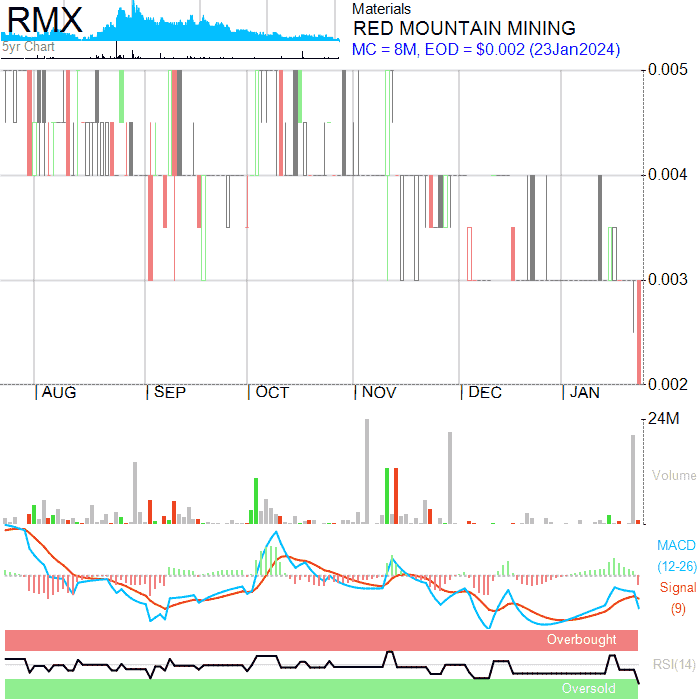 RMX
5yr Chart
Materials
RED MOUNTAIN MINING
MC = 8M, EOD = $0.002 (23Jan2024)
0.005
0.004
0.003
0.002
AUG SEP OCT NOV DEC JAN
24M
Volume
MACD
(12-26)
Signal
(9)
Overbought
RSI(14)
Oversold